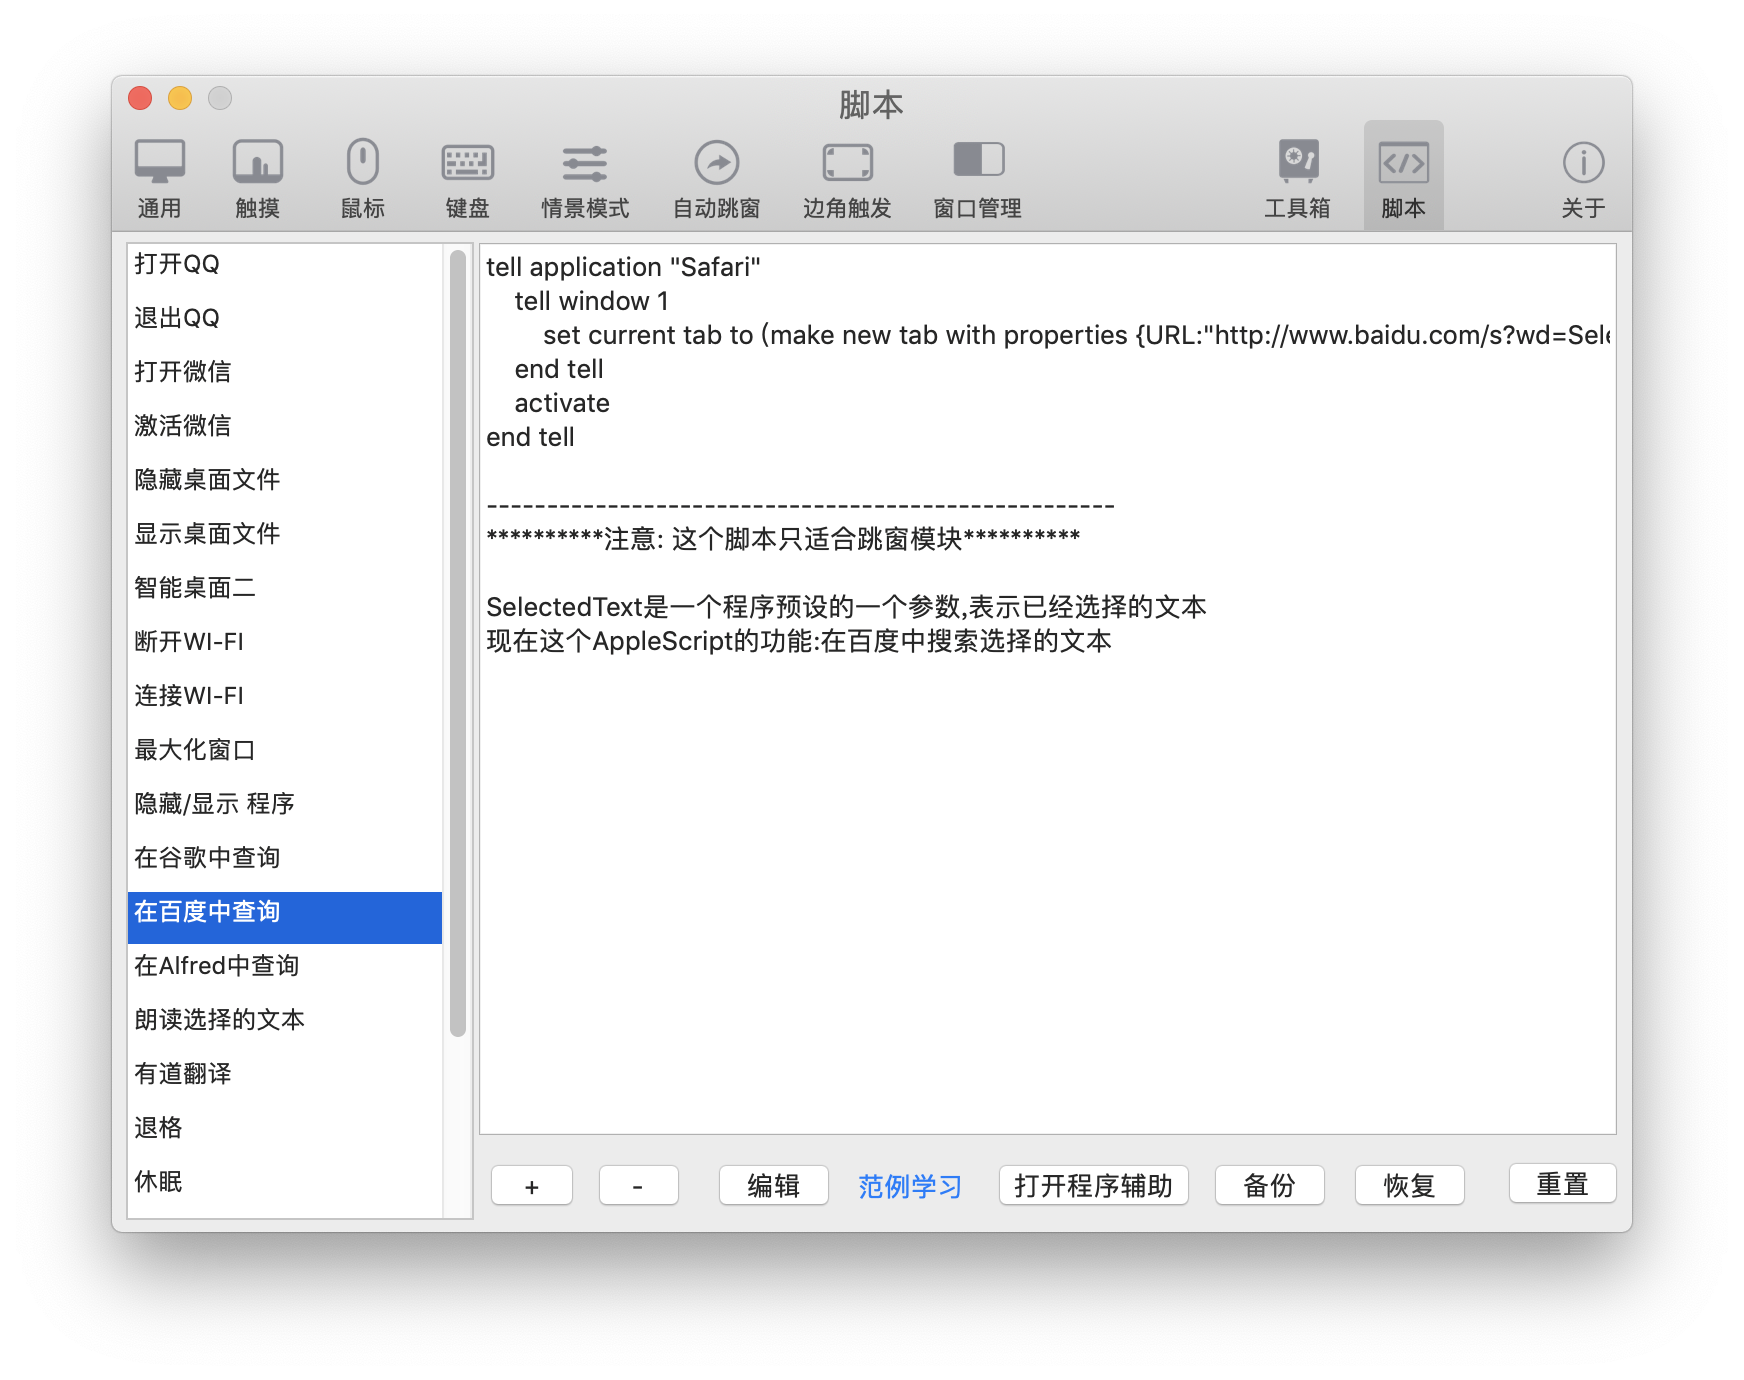 脚本
通用
触摸
鼠标
键盘
情景模式
自动跳窗
边角触发
窗口管理
工具箱
脚本
关于
打开QQ
退出QQ
打开微信
激活微信
隐藏桌面文件
显示桌面文件
智能桌面二
断开WI-FI
连接WI-FI
最大化窗口
隐藏/显示 程序
在谷歌中查询
在百度中查询
在Alfred中查询
朗读选择的文本
有道翻译
退格
休眠
tell application "Safari"
tell window 1
set current tab to (make new tab with properties {URL:"http://www.baidu.com/s?wd=Sele
end tell
activate
end tell
---------------------------------------------------
**********注意: 这个脚本只适合跳窗模块**********
SelectedText是一个程序预设的一个参数,表示已经选择的文本
现在这个AppleScript的功能:在百度中搜索选择的文本
+
-
编辑
范例学习
打开程序辅助
备份
恢复
重置